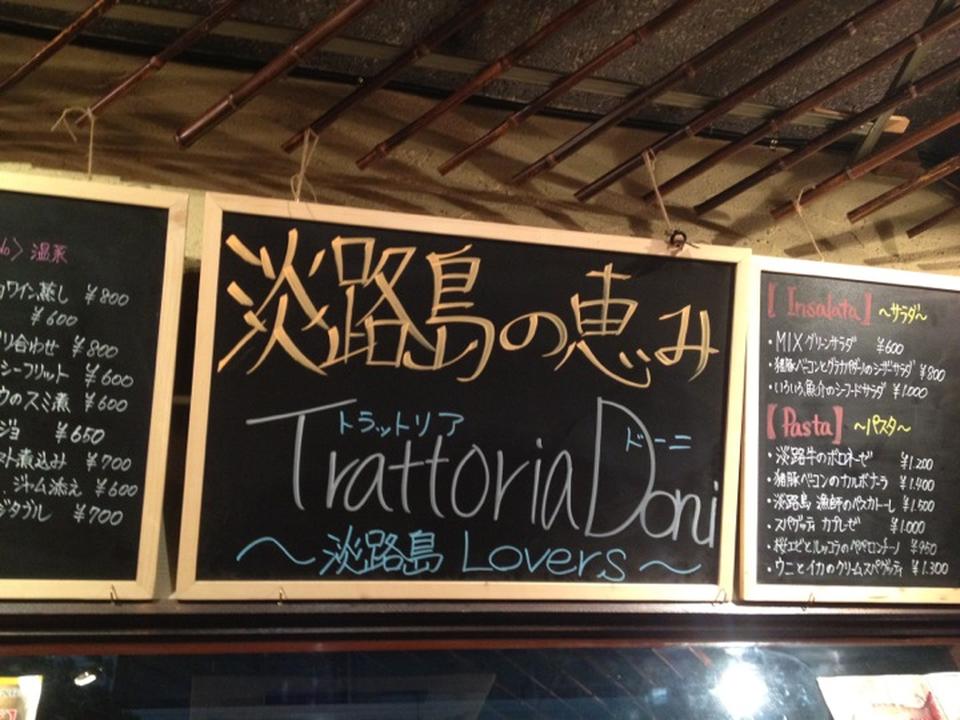 〉温菜
ワイン蒸し ¥800
¥600
リ合わせ ¥800
シーフリット ¥600
ウのスミ煮 ¥600
ジョ ¥650
マト煮込み ¥700
ジャム添え ¥600
ジタブル ¥700
淡路島の恵み
トラットリア ドーニ
Trattoria Doni
～淡路島 Lovers～
【Insalata】～サラダ～
・MIXグリーンサラダ ¥600
・猪豚ベーコンとグラナパダーノのシーザーサラダ ¥800
・いろいろ魚介のシーフードサラダ ¥1.000
【Pasta】～パスタ～
・淡路牛のボロネーゼ ¥1.200
・猪豚ベーコンのカルボナーラ ¥1.400
・淡路島 漁師のペスカトーレ ¥1.500
・スパゲッティ カプレーゼ ¥1.000
・桜エビとルッコラのペペロンチーノ ¥950
・ウニとイカのクリームスパゲッティ ¥1.300